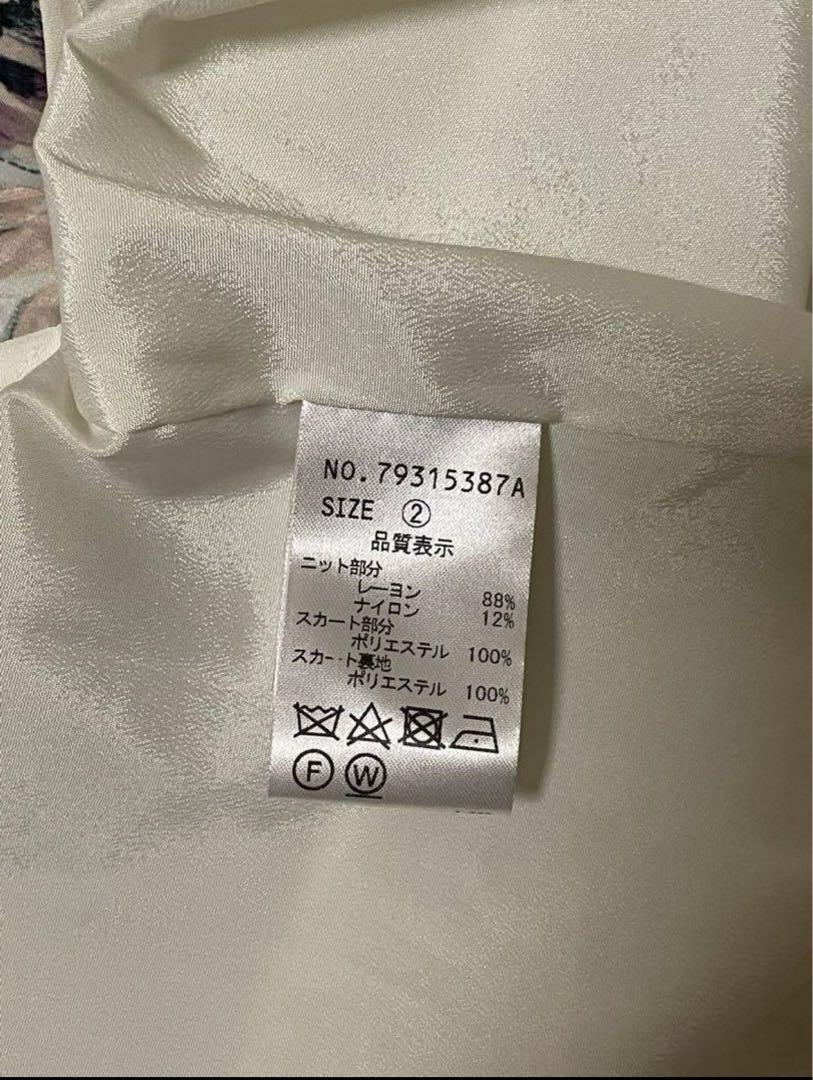 NO. 79315387A
SIZE ②
品質表示
ニット部分
レーヨン 88%
ナイロン 12%
スカート部分
ポリエステル 100%
スカート裏地
ポリエステル 100%
F W